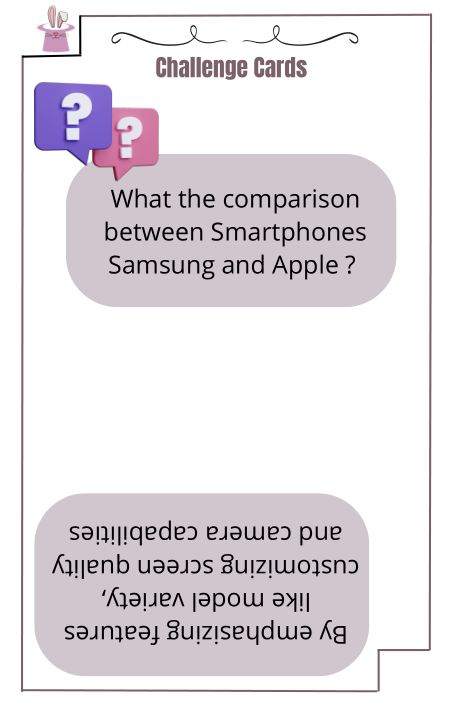 Challenge Cards
? ?
What the comparison
between Smartphones
Samsung and Apple ?
By emphasizing features
like model variety,
customizing screen quality
and camera capabilities